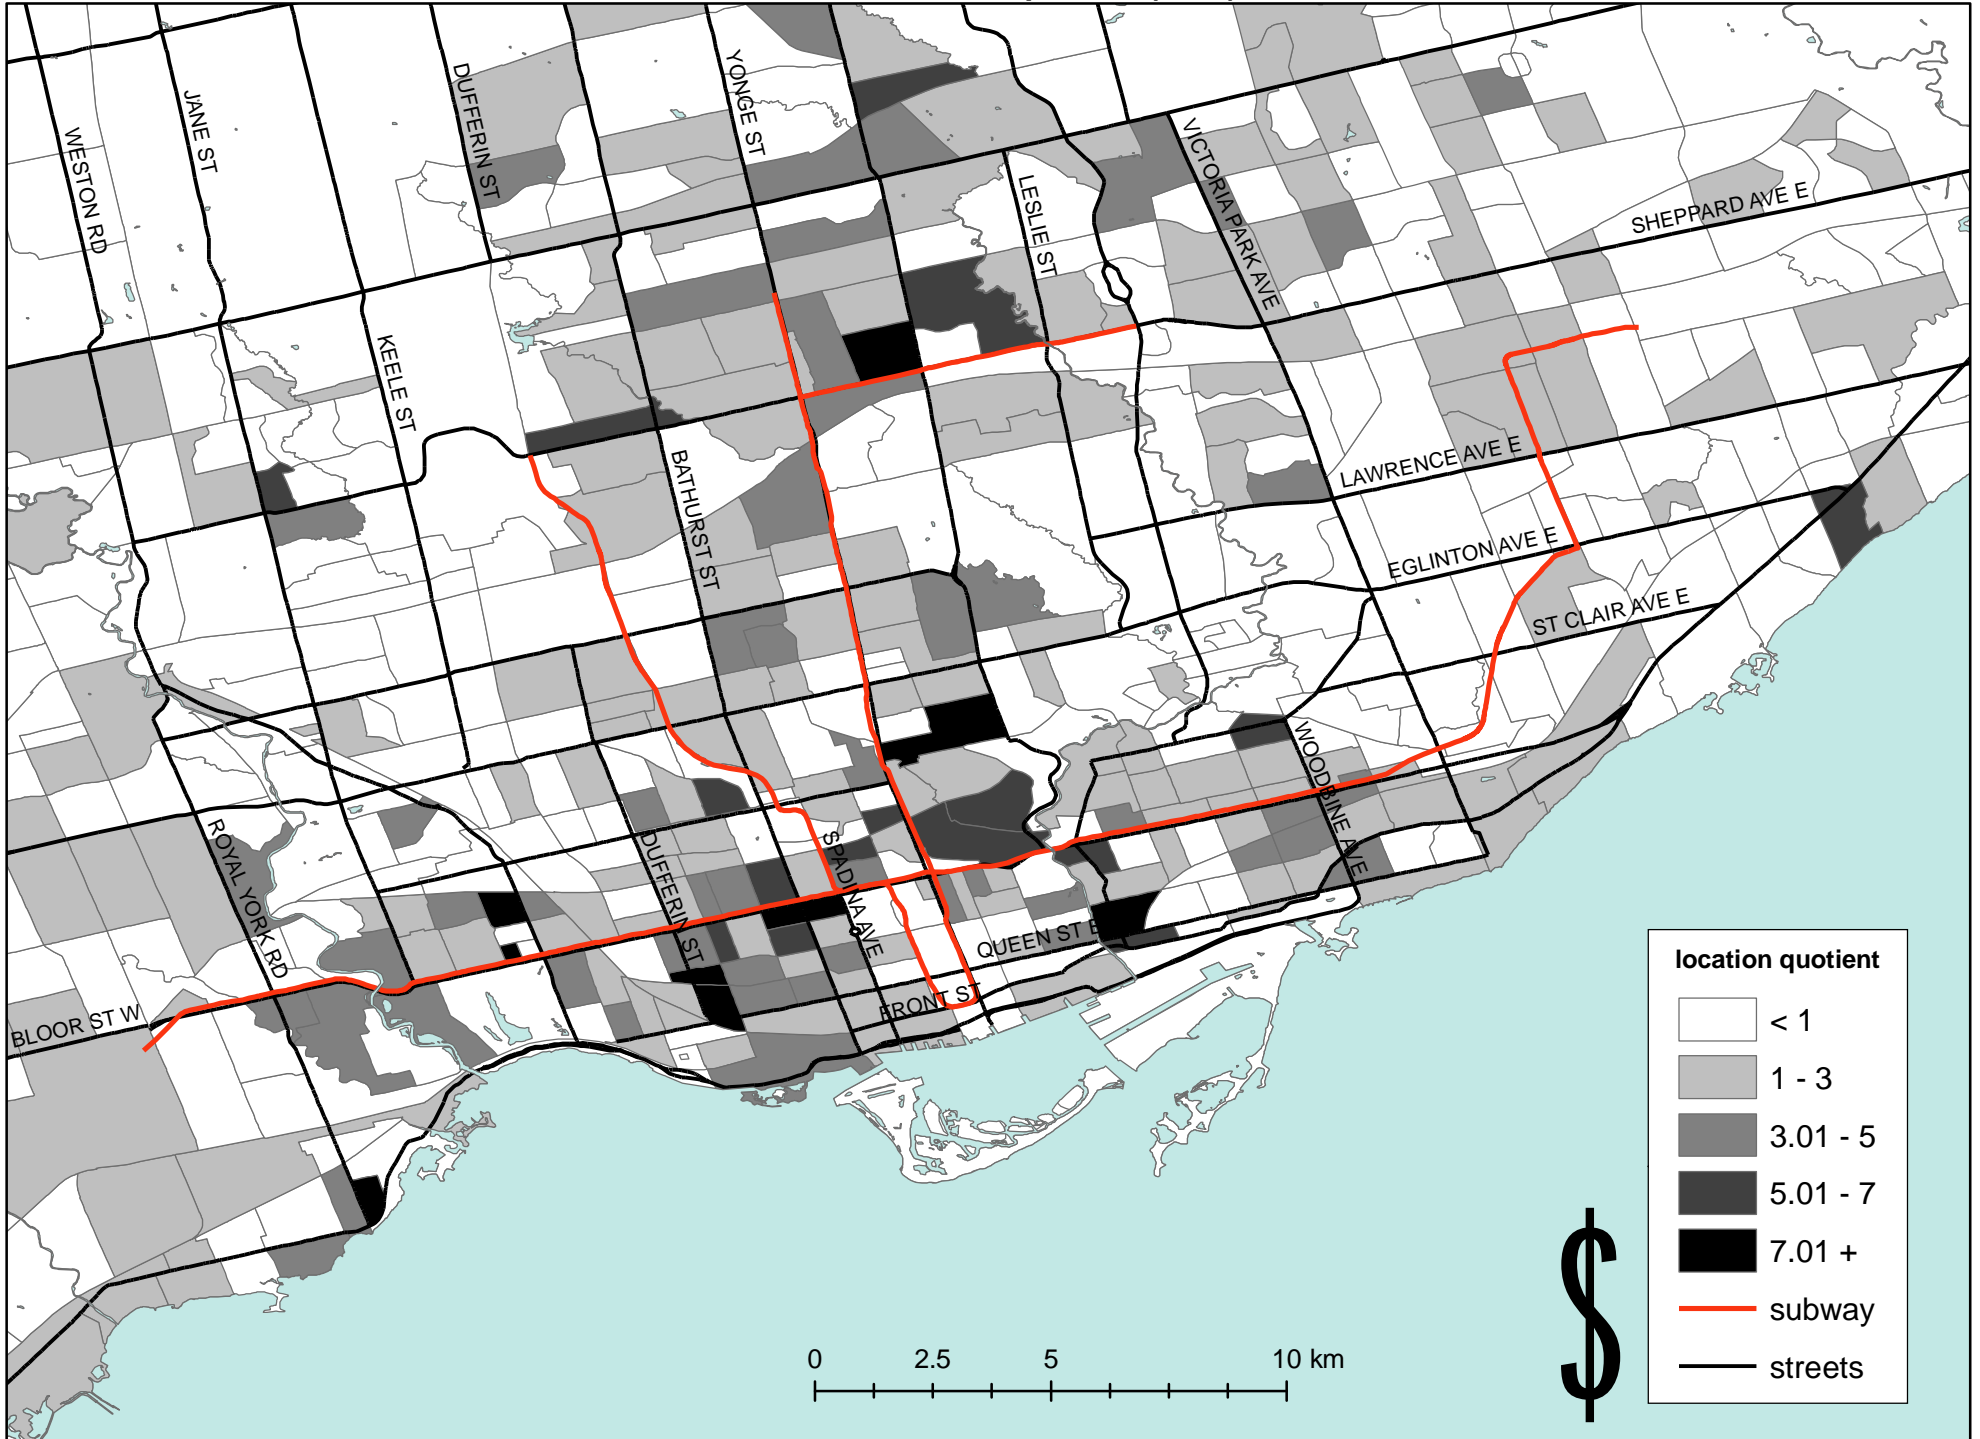 WESTON RD
JANE ST
DUFFERIN ST
YONGE ST
VICTORIA PARK AVE
LESLIE ST
SHEPPARD AVE E
KEELE ST
BATHURST ST
LAWRENCE AVE E
EGLINTON AVE E
ST CLAIR AVE E
WOODBINE AVE
ROYAL YORK RD
DUFFERIN ST
SPADINA AVE
QUEEN ST E
FRONT ST
BLOOR ST W
location quotient
< 1
1 - 3
3.01 - 5
5.01 - 7
7.01 +
subway
streets
$
0 2.5 5 10 km